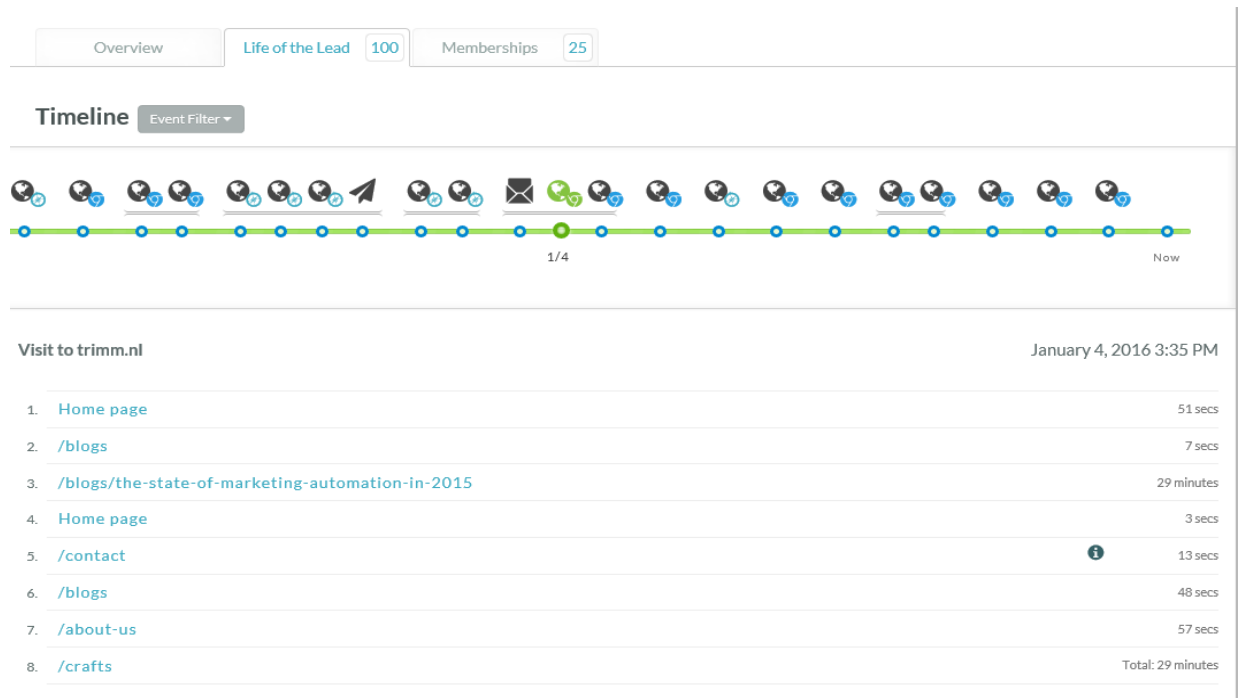 Overview Life of the Lead 100 Memberships 25
Timeline Event Filter
1/4 Now
Visit to trimm.nl January 4, 2016 3:35 PM
1. Home page 51 secs
2. /blogs 7 secs
3. /blogs/the-state-of-marketing-automation-in-2015 29 minutes
4. Home page 3 secs
5. /contact 13 secs
6. /blogs 48 secs
7. /about-us 57 secs
8. /crafts Total: 29 minutes